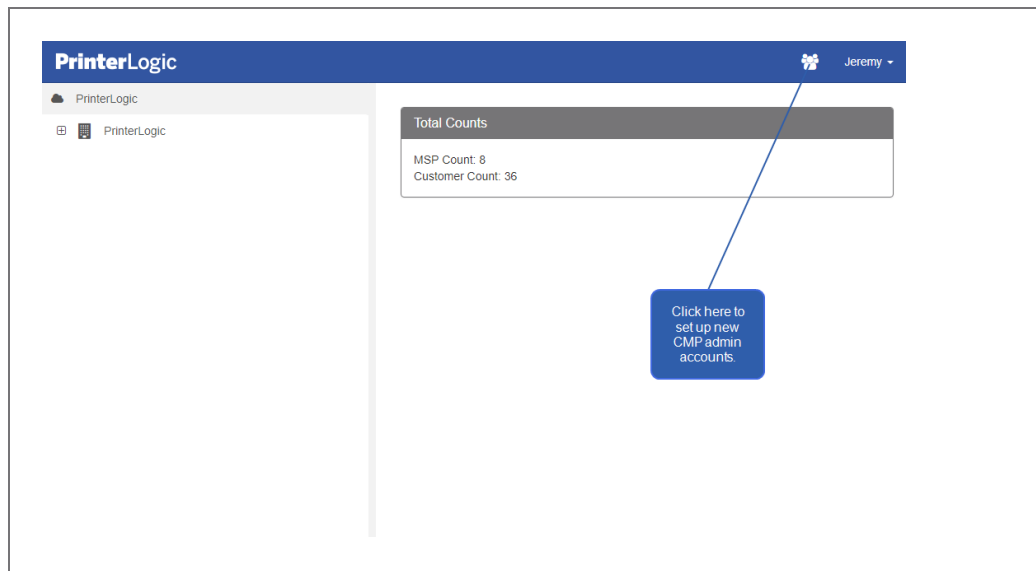 PrinterLogic
Jeremy
PrinterLogic
PrinterLogic
Total Counts
MSP Count: 8
Customer Count: 36
Click here to
set up new
CMP admin
accounts.